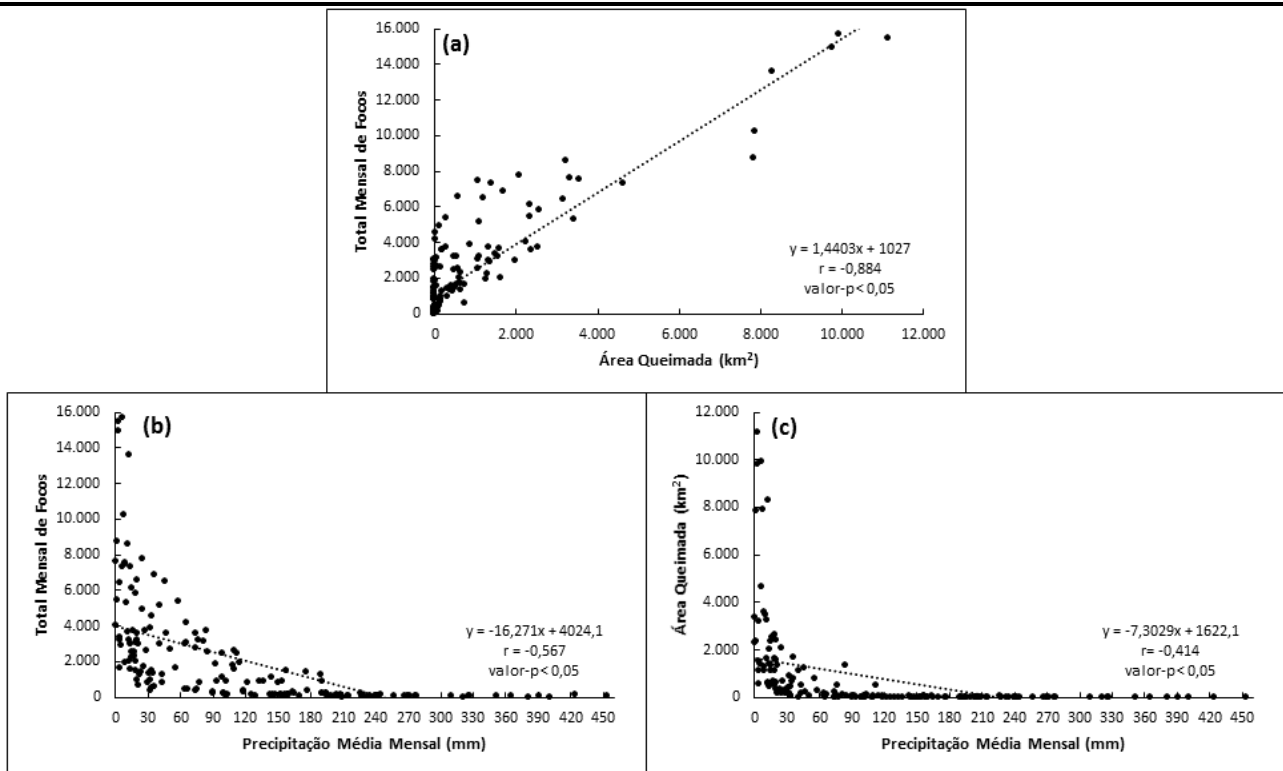 (a)
Total Mensal de Focos
16.000
14.000
12.000
10.000
8.000
6.000
4.000
2.000
0
y = 1,4403x + 1027
r = -0,884
valor-p< 0,05
0 2.000 4.000 6.000 8.000 10.000 12.000
Área Queimada (km²)
(b)
Total Mensal de Focos
16.000
14.000
12.000
10.000
8.000
6.000
4.000
2.000
0
y = -16,271x + 4024,1
r = -0,567
valor-p< 0,05
0 30 60 90 120 150 180 210 240 270 300 330 360 390 420 450
Precipitação Média Mensal (mm)
(c)
Área Queimada (km²)
12.000
10.000
8.000
6.000
4.000
2.000
0
y = -7,3029x + 1622,1
r= -0,414
valor-p< 0,05
0 30 60 90 120 150 180 210 240 270 300 330 360 390 420 450
Precipitação Média Mensal (mm)